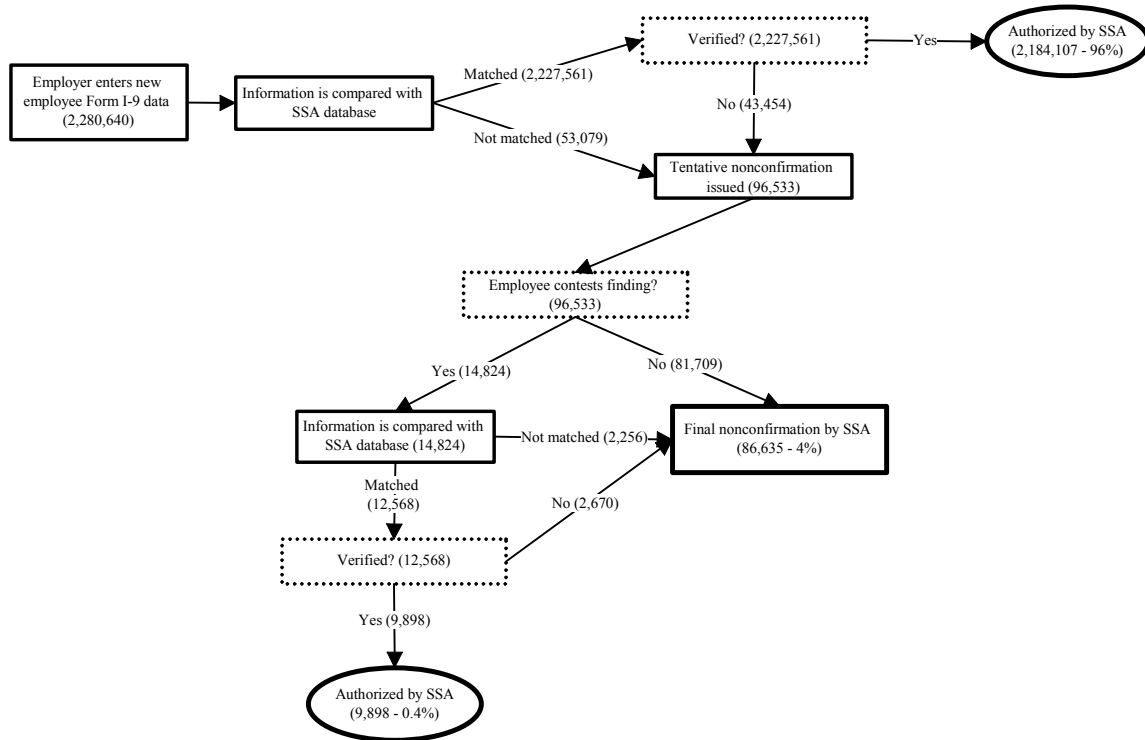 Employer enters new
employee Form I-9 data
(2,280,640)
Information is compared with
SSA database
Matched (2,227,561)
Not matched (53,079)
Verified? (2,227,561)
Yes
Authorized by SSA
(2,184,107 - 96%)
No (43,454)
Tentative nonconfirmation
issued (96,533)
Employee contests finding?
(96,533)
Yes (14,824)
No (81,709)
Information is compared with
SSA database (14,824)
Not matched (2,256)
Final nonconfirmation by SSA
(86,635 - 4%)
Matched
(12,568)
No (2,670)
Verified? (12,568)
Yes (9,898)
Authorized by SSA
(9,898 - 0.4%)